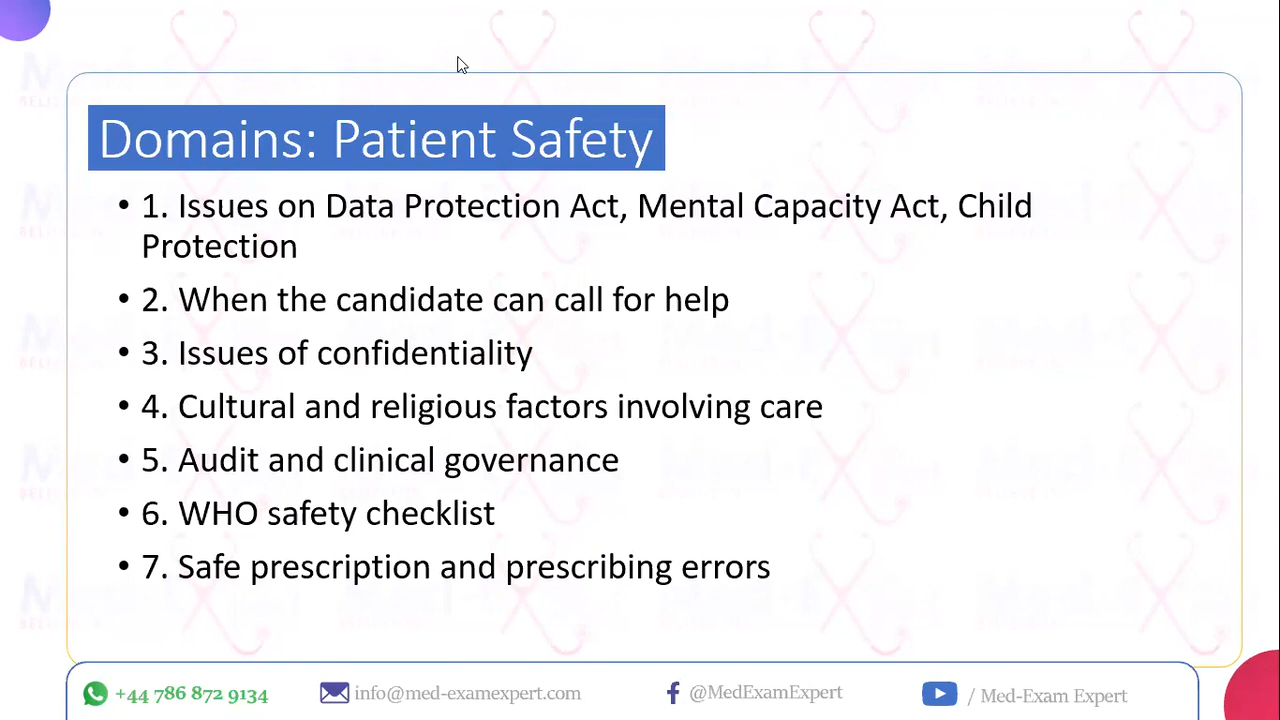 Domains: Patient Safety
• 1. Issues on Data Protection Act, Mental Capacity Act, Child
Protection
• 2. When the candidate can call for help
• 3. Issues of confidentiality
• 4. Cultural and religious factors involving care
• 5. Audit and clinical governance
• 6. WHO safety checklist
• 7. Safe prescription and prescribing errors
+44 786 872 9134 info@med-examexpert.com @MedExamExpert / Med-Exam Expert